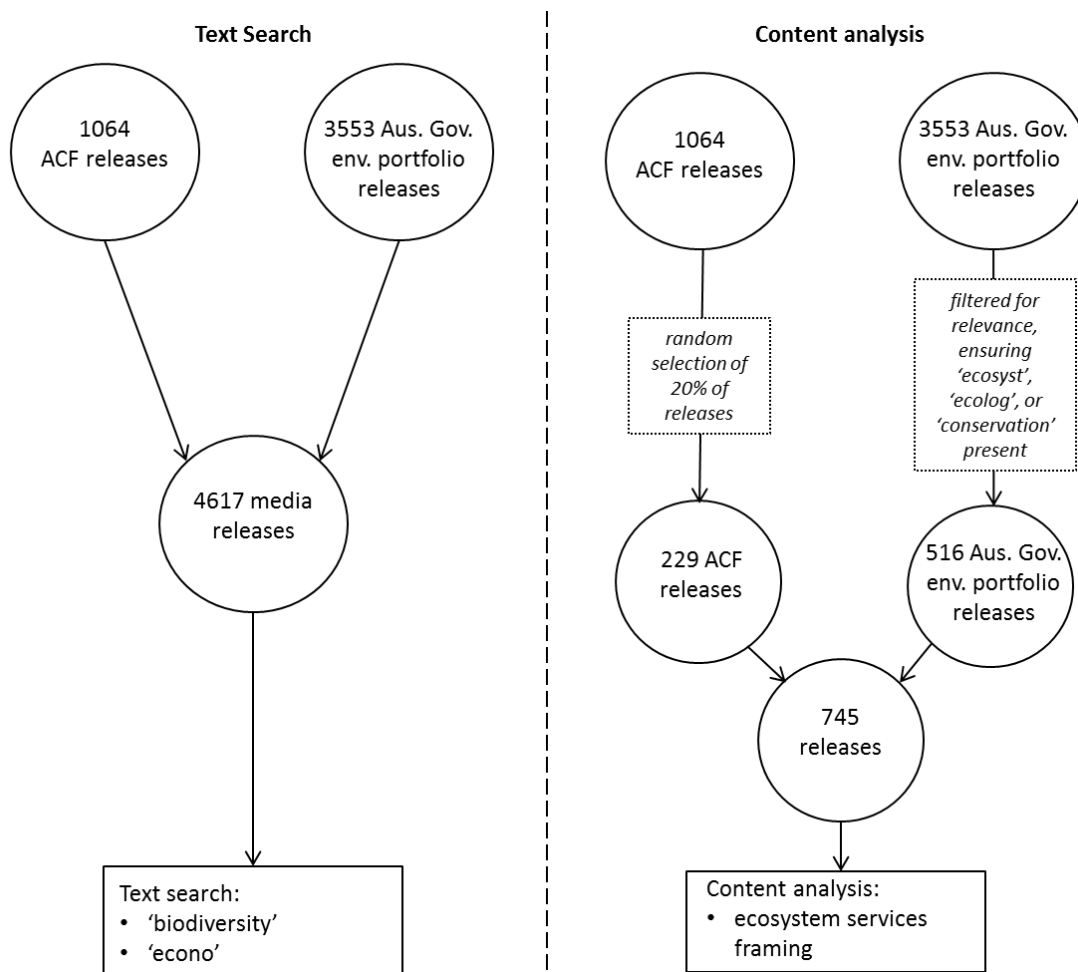 Text Search
1064
ACF releases
3553 Aus. Gov.
env. portfolio
releases
4617 media
releases
Text search:
• ‘biodiversity’
• ‘econo’
Content analysis
1064
ACF releases
3553 Aus. Gov.
env. portfolio
releases
random
selection of
20% of
releases
filtered for
relevance,
ensuring
‘ecosyst’,
‘ecolog’, or
‘conservation’
present
229 ACF
releases
516 Aus. Gov.
env. portfolio
releases
745
releases
Content analysis:
• ecosystem services
framing